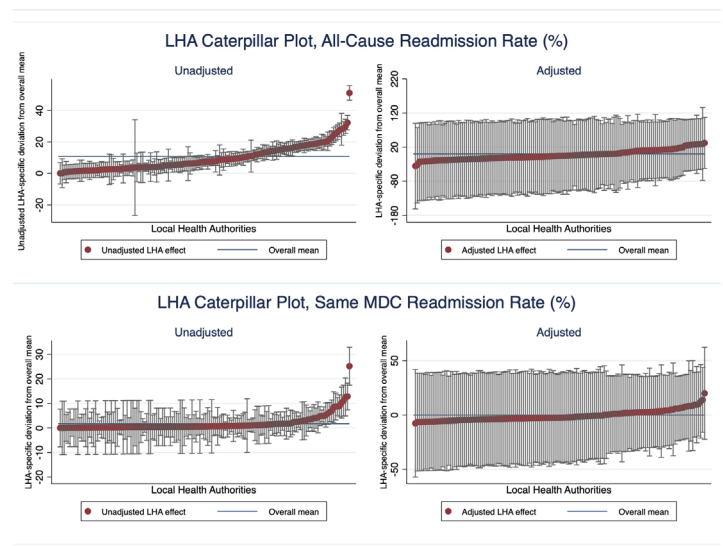 LHA Caterpillar Plot, All-Cause Readmission Rate (%)
Unadjusted
Unadjusted LHA-specific deviation from overall mean
40
20
0
-20
Local Health Authorities
Unadjusted LHA effect
Overall mean
Adjusted
LHA-specific deviation from overall mean
220
120
-180
Local Health Authorities
Adjusted LHA effect
Overall mean
LHA Caterpillar Plot, Same MDC Readmission Rate (%)
Unadjusted
LHA-specific deviation from overall mean
30
20
10
0
-10
-20
Local Health Authorities
Unadjusted LHA effect
Overall mean
Adjusted
LHA-specific deviation from overall mean
50
0
-50
Local Health Authorities
Adjusted LHA effect
Overall mean